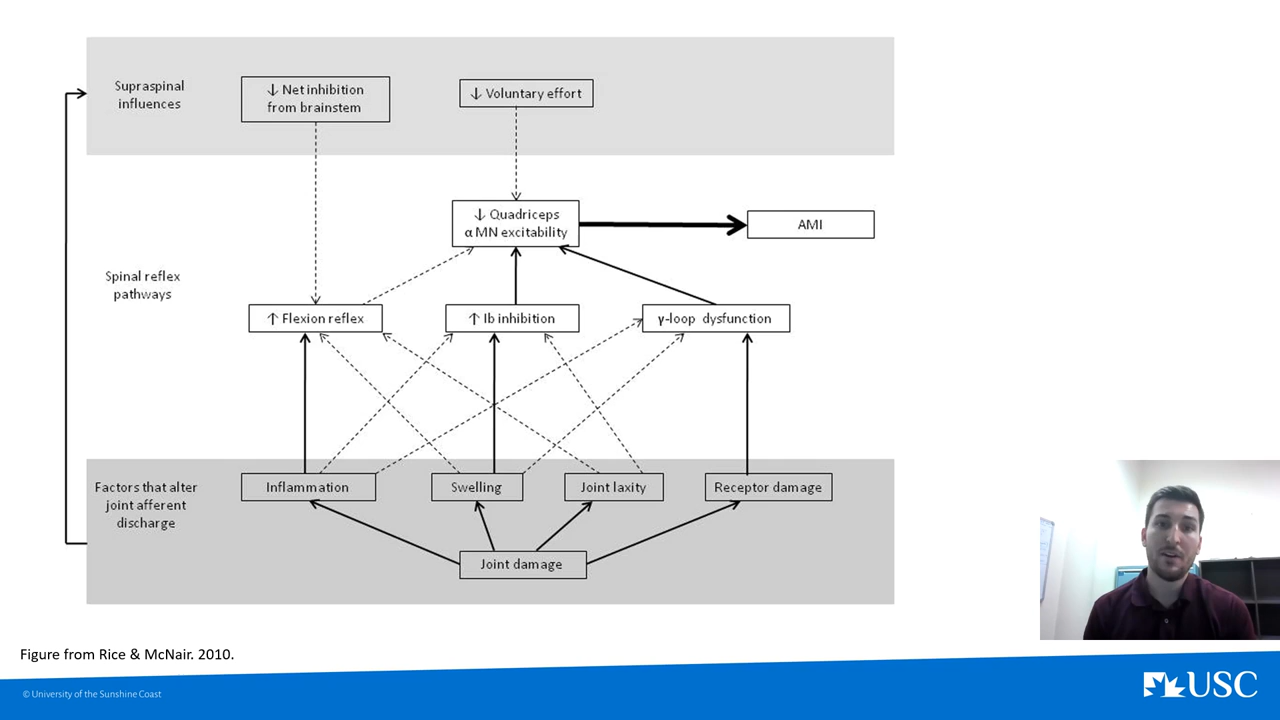 Supraspinal
influences
↓ Net inhibition
from brainstem
↓ Voluntary effort
↓ Quadriceps
α MN excitability
AMI
Spinal reflex
pathways
↑ Flexion reflex
↑ Ib inhibition
γ-loop dysfunction
Factors that alter
joint afferent
discharge
Inflammation
Swelling
Joint laxity
Receptor damage
Joint damage
Figure from Rice & McNair. 2010.
© University of the Sunshine Coast
USC